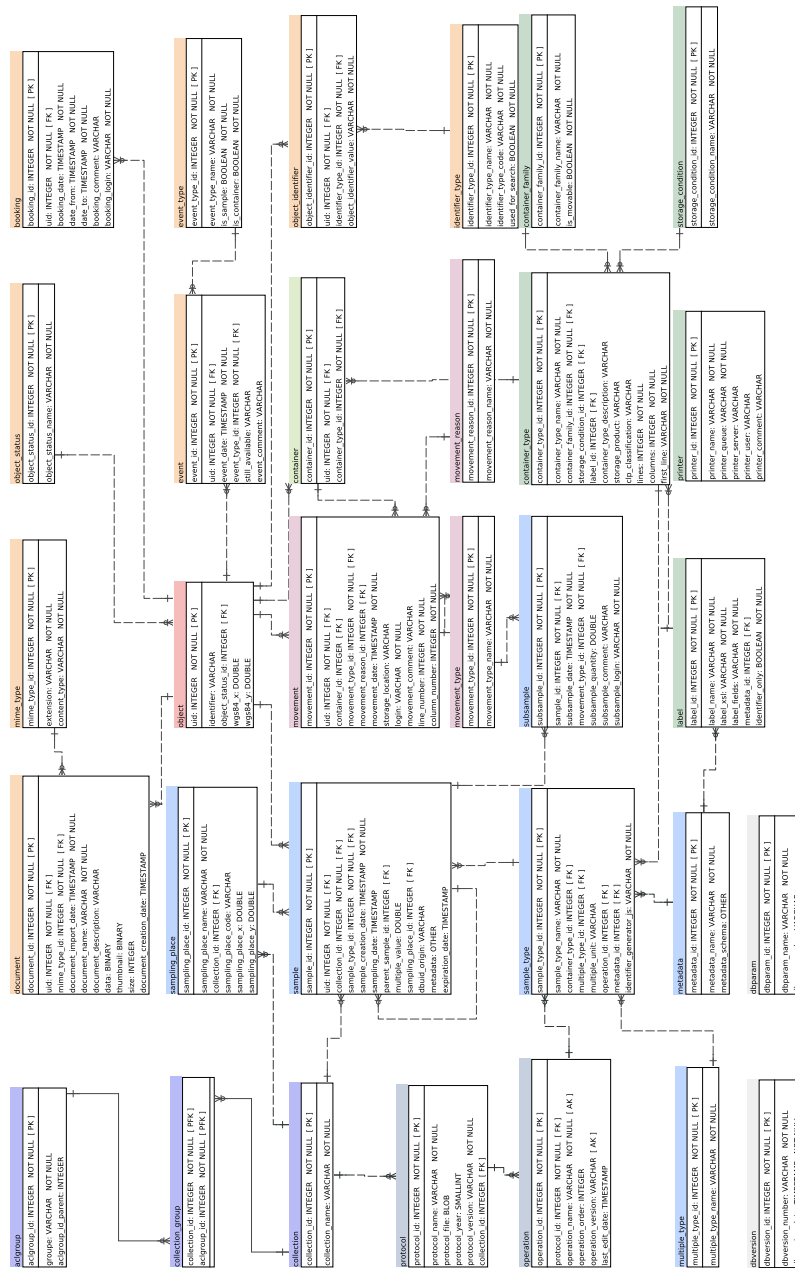 booking
booking_id: INTEGER NOT NULL [ PK ]
uid: INTEGER NOT NULL [ FK ]
booking_date: TIMESTAMP NOT NULL
date_from: TIMESTAMP NOT NULL
date_to: TIMESTAMP NOT NULL
booking_comment: VARCHAR
booking_login: VARCHAR NOT NULL
event_type
event_type_id: INTEGER NOT NULL [ PK ]
event_type_name: VARCHAR NOT NULL
is_sample: BOOLEAN NOT NULL
is_container: BOOLEAN NOT NULL
object_identifier
object_identifier_id: INTEGER NOT NULL [ PK ]
uid: INTEGER NOT NULL [ FK ]
identifier_type_id: INTEGER NOT NULL [ FK ]
object_identifier_value: VARCHAR NOT NULL
identifier_type
identifier_type_id: INTEGER NOT NULL [ PK ]
identifier_type_name: VARCHAR NOT NULL
identifier_type_code: VARCHAR NOT NULL
used_for_search: BOOLEAN NOT NULL
container_family
container_family_id: INTEGER NOT NULL [ PK ]
container_family_name: VARCHAR NOT NULL
is_movable: BOOLEAN NOT NULL
storage_condition
storage_condition_id: INTEGER NOT NULL [ PK ]
storage_condition_name: VARCHAR NOT NULL
object_status
object_status_id: INTEGER NOT NULL [ PK ]
object_status_name: VARCHAR NOT NULL
event
event_id: INTEGER NOT NULL [ PK ]
uid: INTEGER NOT NULL [ FK ]
event_date: TIMESTAMP NOT NULL
event_type_id: INTEGER NOT NULL [ FK ]
still_available: VARCHAR
event_comment: VARCHAR
container
container_id: INTEGER NOT NULL [ PK ]
uid: INTEGER NOT NULL [ FK ]
container_type_id: INTEGER NOT NULL [ FK ]
movement_reason
movement_reason_id: INTEGER NOT NULL [ PK ]
movement_reason_name: VARCHAR NOT NULL
container_type
container_type_id: INTEGER NOT NULL [ PK ]
container_type_name: VARCHAR NOT NULL
container_family_id: INTEGER NOT NULL [ FK ]
storage_condition_id: INTEGER [ FK ]
label_id: INTEGER [ FK ]
container_type_description: VARCHAR
storage_product: VARCHAR
clp_classification: VARCHAR
lines: INTEGER NOT NULL
columns: INTEGER NOT NULL
first_line: VARCHAR NOT NULL
printer
printer_id: INTEGER NOT NULL [ PK ]
printer_name: VARCHAR NOT NULL
printer_queue: VARCHAR NOT NULL
printer_server: VARCHAR
printer_user: VARCHAR
printer_comment: VARCHAR
mime_type
mime_type_id: INTEGER NOT NULL [ PK ]
extension: VARCHAR NOT NULL
content_type: VARCHAR NOT NULL
object
uid: INTEGER NOT NULL [ PK ]
identifier: VARCHAR
object_status_id: INTEGER [ FK ]
wgs84_x: DOUBLE
wgs84_y: DOUBLE
movement
movement_id: INTEGER NOT NULL [ PK ]
uid: INTEGER NOT NULL [ FK ]
container_id: INTEGER [ FK ]
movement_type_id: INTEGER NOT NULL [ FK ]
movement_reason_id: INTEGER [ FK ]
movement_date: TIMESTAMP NOT NULL
storage_location: VARCHAR
login: VARCHAR NOT NULL
movement_comment: VARCHAR
line_number: INTEGER NOT NULL
column_number: INTEGER NOT NULL
movement_type
movement_type_id: INTEGER NOT NULL [ PK ]
movement_type_name: VARCHAR NOT NULL
subsample
subsample_id: INTEGER NOT NULL [ PK ]
sample_id: INTEGER NOT NULL [ FK ]
subsample_date: TIMESTAMP NOT NULL
movement_type_id: INTEGER NOT NULL [ FK ]
subsample_quantity: DOUBLE
subsample_comment: VARCHAR
subsample_login: VARCHAR NOT NULL
label
label_id: INTEGER NOT NULL [ PK ]
label_name: VARCHAR NOT NULL
label_xsl: VARCHAR NOT NULL
label_fields: VARCHAR NOT NULL
metadata_id: INTEGER [ FK ]
identifier_only: BOOLEAN NOT NULL
document
document_id: INTEGER NOT NULL [ PK ]
uid: INTEGER NOT NULL [ FK ]
mime_type_id: INTEGER NOT NULL [ FK ]
document_import_date: TIMESTAMP NOT NULL
document_name: VARCHAR NOT NULL
document_description: VARCHAR
data: BINARY
thumbnail: BINARY
size: INTEGER
document_creation_date: TIMESTAMP
sampling_place
sampling_place_id: INTEGER NOT NULL [ PK ]
sampling_place_name: VARCHAR NOT NULL
collection_id: INTEGER [ FK ]
sampling_place_code: VARCHAR
sampling_place_x: DOUBLE
sampling_place_y: DOUBLE
sample
sample_id: INTEGER NOT NULL [ PK ]
uid: INTEGER NOT NULL [ FK ]
collection_id: INTEGER NOT NULL [ FK ]
sample_type_id: INTEGER NOT NULL [ FK ]
sample_creation_date: TIMESTAMP NOT NULL
sampling_date: TIMESTAMP
parent_sample_id: INTEGER [ FK ]
multiple_value: DOUBLE
sampling_place_id: INTEGER [ FK ]
dbuid_origin: VARCHAR
metadata: OTHER
expiration_date: TIMESTAMP
sample_type
sample_type_id: INTEGER NOT NULL [ PK ]
sample_type_name: VARCHAR NOT NULL
container_type_id: INTEGER [ FK ]
multiple_type_id: INTEGER [ FK ]
multiple_unit: VARCHAR
operation_id: INTEGER [ FK ]
metadata_id: INTEGER [ FK ]
identifier_generator_js: VARCHAR NOT NULL
metadata
metadata_id: INTEGER NOT NULL [ PK ]
metadata_name: VARCHAR NOT NULL
metadata_schema: OTHER
dbparam
dbparam_id: INTEGER NOT NULL [ PK ]
dbparam_name: VARCHAR NOT NULL
aclgroup
aclgroup_id: INTEGER NOT NULL [ PK ]
groupe: VARCHAR NOT NULL
aclgroup_id_parent: INTEGER
collection_group
collection_id: INTEGER NOT NULL [ PFK ]
aclgroup_id: INTEGER NOT NULL [ PFK ]
collection
collection_id: INTEGER NOT NULL [ PK ]
collection_name: VARCHAR NOT NULL
protocol
protocol_id: INTEGER NOT NULL [ PK ]
protocol_name: VARCHAR NOT NULL
protocol_file: BLOB
protocol_year: SMALLINT
protocol_version: VARCHAR NOT NULL
collection_id: INTEGER [ FK ]
operation
operation_id: INTEGER NOT NULL [ PK ]
protocol_id: INTEGER NOT NULL [ FK ]
operation_name: VARCHAR NOT NULL [ AK ]
operation_order: INTEGER
operation_version: VARCHAR [ AK ]
last_edit_date: TIMESTAMP
multiple_type
multiple_type_id: INTEGER NOT NULL [ PK ]
multiple_type_name: VARCHAR NOT NULL
dbversion
dbversion_id: INTEGER NOT NULL [ PK ]
dbversion_number: VARCHAR NOT NULL